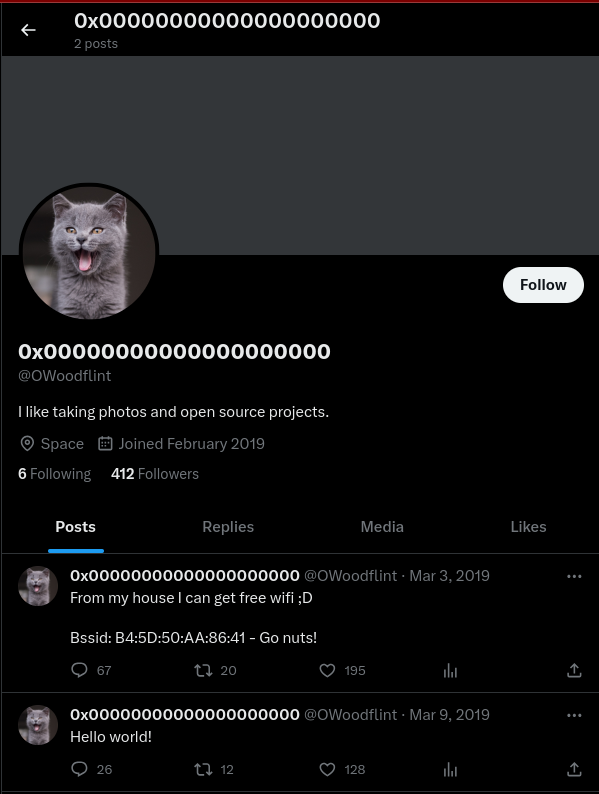 0x00000000000000000000
2 posts
Follow
0x00000000000000000000
@OWoodflint
I like taking photos and open source projects.
Space Joined February 2019
6 Following 412 Followers
Posts Replies Media Likes
0x00000000000000000000 @OWoodflint · Mar 3, 2019
From my house I can get free wifi ;D
Bssid: B4:5D:50:AA:86:41 - Go nuts!
67 20 195
0x00000000000000000000 @OWoodflint · Mar 9, 2019
Hello world!
26 12 128